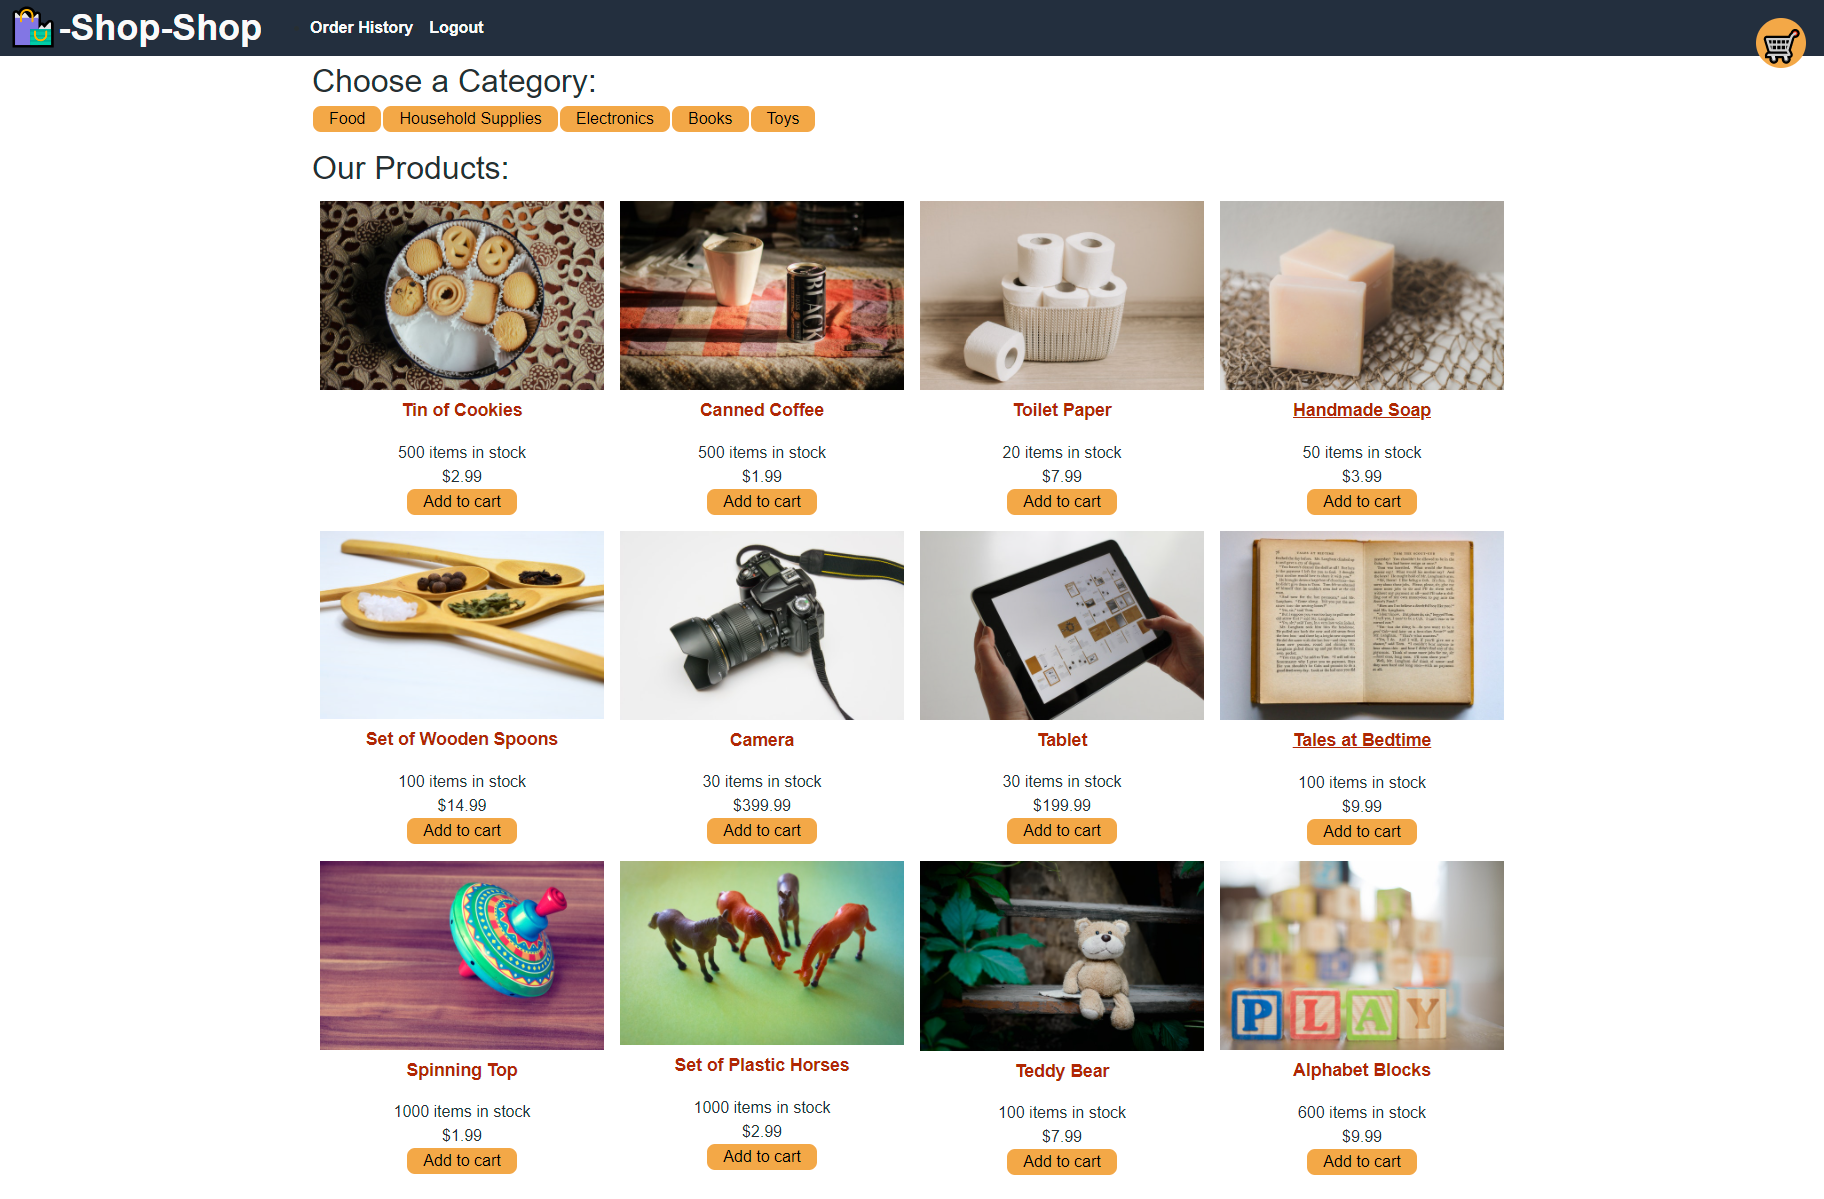 -Shop-Shop
Order History Logout
Choose a Category:
Food Household Supplies Electronics Books Toys
Our Products:
BLACK
Tin of Cookies Canned Coffee Toilet Paper Handmade Soap
500 items in stock 500 items in stock 20 items in stock 50 items in stock
$2.99 $1.99 $7.99 $3.99
Add to cart Add to cart Add to cart Add to cart
Set of Wooden Spoons Camera Tablet Tales at Bedtime
100 items in stock 30 items in stock 30 items in stock 100 items in stock
$14.99 $399.99 $199.99 $9.99
Add to cart Add to cart Add to cart Add to cart
PLAY
Spinning Top Set of Plastic Horses Teddy Bear Alphabet Blocks
1000 items in stock 1000 items in stock 100 items in stock 600 items in stock
$1.99 $2.99 $7.99 $9.99
Add to cart Add to cart Add to cart Add to cart